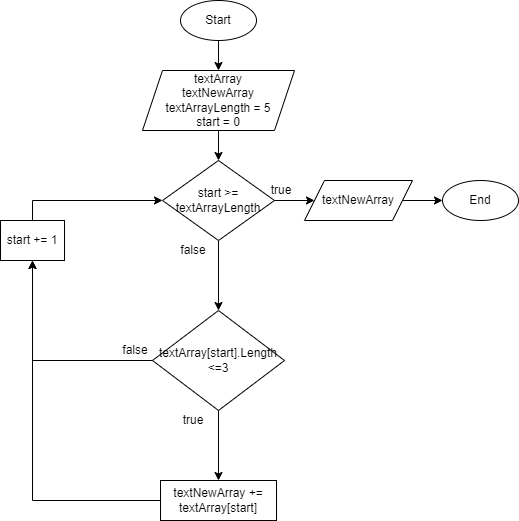 Start
textArray
textNewArray
textArrayLength = 5
start = 0
start >=
textArrayLength
true
textNewArray
End
start += 1
false
textArray[start].Length
<=3
false
true
textNewArray +=
textArray[start]